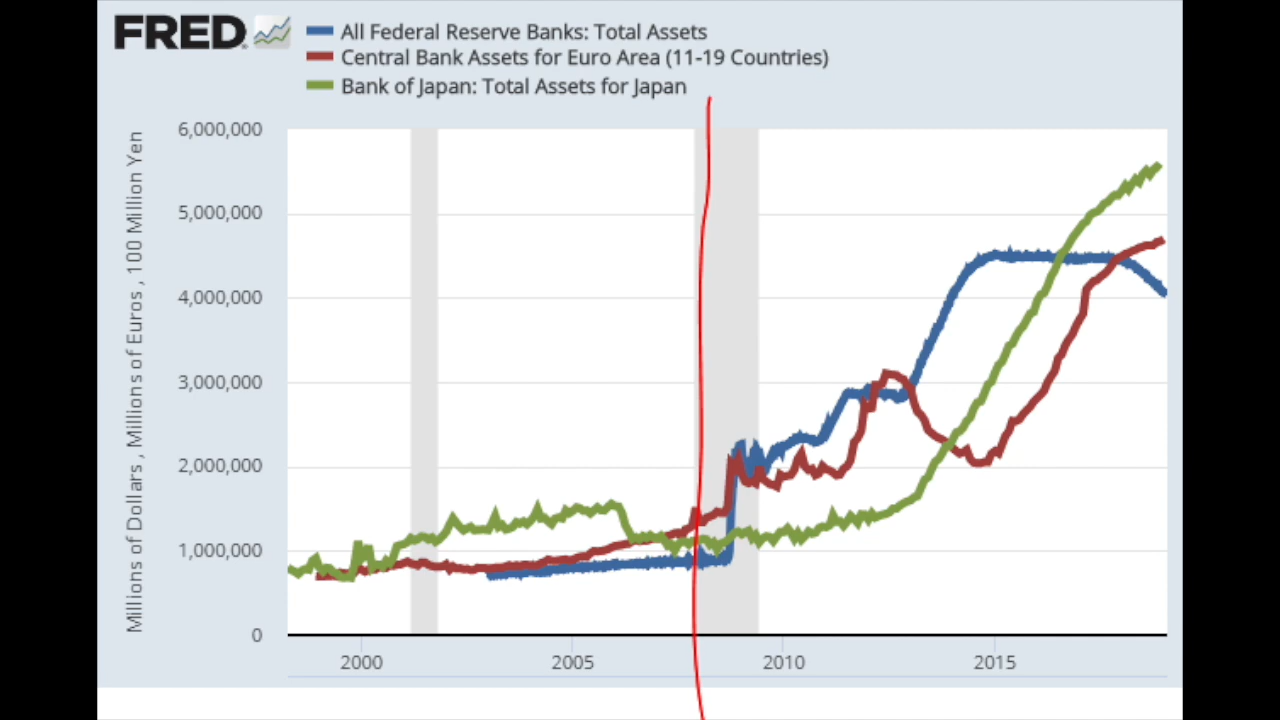 FRED
All Federal Reserve Banks: Total Assets
Central Bank Assets for Euro Area (11-19 Countries)
Bank of Japan: Total Assets for Japan
Millions of Dollars , Millions of Euros , 100 Million Yen
6,000,000
5,000,000
4,000,000
3,000,000
2,000,000
1,000,000
0
2000
2005
2010
2015